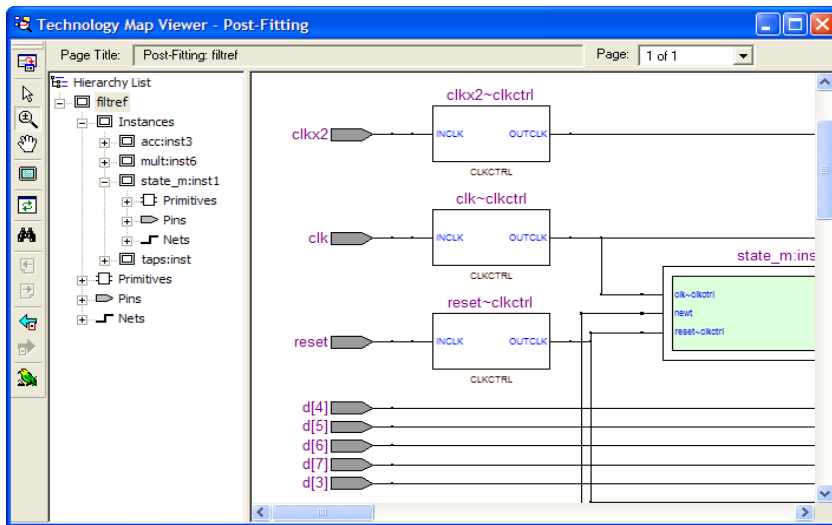 Technology Map Viewer - Post-Fitting
Page Title: Post-Fitting: filtref Page: 1 of 1
Hierarchy List
filtref
Instances
acc:inst3
mult:inst6
state_m:inst1
Primitives
Pins
Nets
taps:inst
Primitives
Pins
Nets
clkx2~clkctrl
clkx2
INCLK OUTCLK
CLKCTRL
clk~clkctrl
clk
INCLK OUTCLK
CLKCTRL
state_m:ins
clk~clkctrl
newt
reset~clkctrl
reset~clkctrl
reset
INCLK OUTCLK
CLKCTRL
d[4]
d[5]
d[6]
d[7]
d[3]